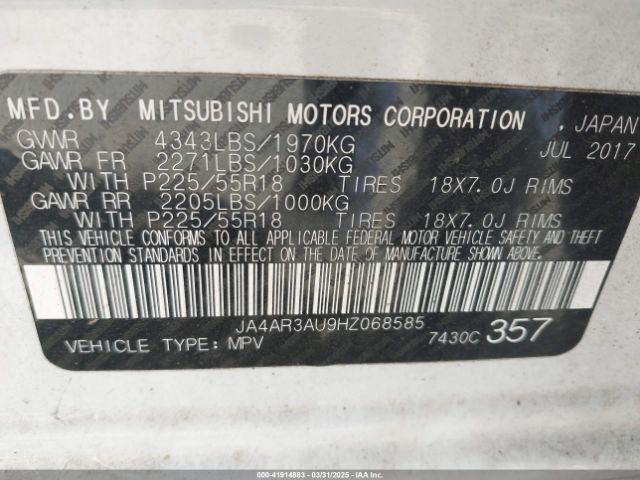 MFD.BY MITSUBISHI MOTORS CORPORATION . JAPAN
GWWR 4343LBS/1970KG JUL 2017
GAWR FR 2271LBS/1030KG
WITH P225/55R18 TIRES 18X7.0J RIMS
GAWR RR 2205LBS/1000KG
WITH P225/55R18 TIRES 18X7.0J RIMS
THIS VEHICLE CONFORMS TO ALL APPLICABLE FEDERAL MOTOR VEHICLE SAFETY AND THEFT
PREVENTION STANDARDS IN EFFECT ON THE DATE OF MANUFACTURE SHOWN ABOVE.
JA4AR3AU9HZ068585
VEHICLE TYPE: MPV 7430C 357
000-41914883 - 03/31/2025 - IAA Inc.